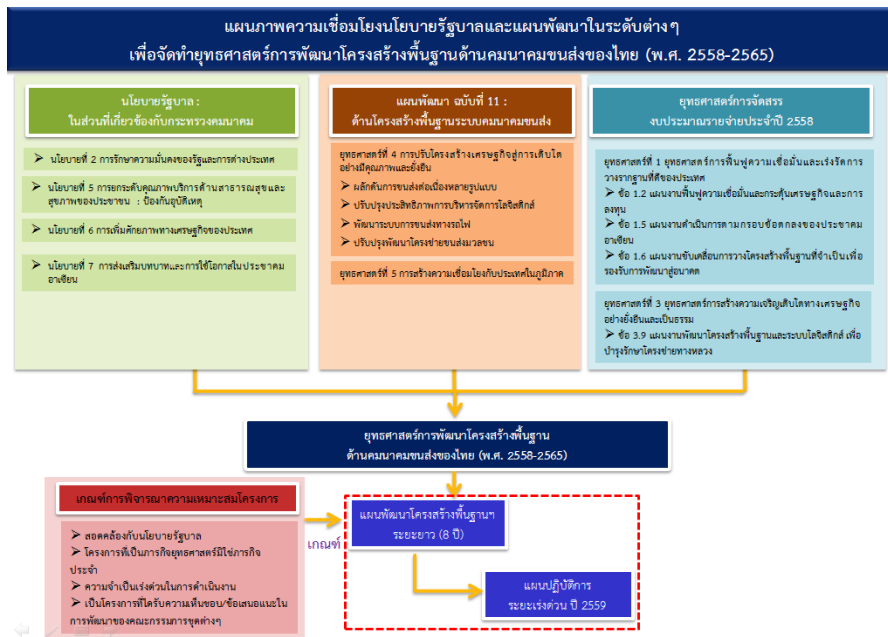 แผนภาพความเชื่อมโยงนโยบายรัฐบาลและแผนพัฒนาในระดับต่างๆ
เพื่อจัดทำยุทธศาสตร์การพัฒนาโครงสร้างพื้นฐานด้านคมนาคมขนส่งของไทย (พ.ศ. 2558-2565)
นโยบายรัฐบาล :
ในส่วนที่เกี่ยวข้องกับกระทรวงคมนาคม
➢ นโยบายที่ 2 การรักษาความมั่นคงของรัฐและการต่างประเทศ
➢ นโยบายที่ 5 การยกระดับคุณภาพบริการด้านสาธารณสุขและ
สุขภาพของประชาชน : ป้องกันอุบัติเหตุ
➢ นโยบายที่ 6 การเพิ่มศักยภาพทางเศรษฐกิจของประเทศ
➢ นโยบายที่ 7 การส่งเสริมบทบาทและการใช้โอกาสในประชาคม
อาเซียน
แผนพัฒนา ฉบับที่ 11 :
ด้านโครงสร้างพื้นฐานระบบคมนาคมขนส่ง
ยุทธศาสตร์ที่ 4 การปรับโครงสร้างเศรษฐกิจสู่การเติบโต
อย่างมีคุณภาพและยั่งยืน
➢ ผลักดันการขนส่งต่อเนื่องหลายรูปแบบ
➢ ปรับปรุงประสิทธิภาพการบริหารจัดการโลจิสติกส์
➢ พัฒนาระบบการขนส่งทางรถไฟ
➢ ปรับปรุงพัฒนาโครงข่ายขนส่งมวลชน
ยุทธศาสตร์ที่ 5 การสร้างความเชื่อมโยงกับประเทศในภูมิภาค
ยุทธศาสตร์การจัดสรร
งบประมาณรายจ่ายประจำปี 2558
ยุทธศาสตร์ที่ 1 ยุทธศาสตร์การฟื้นฟูความเชื่อมั่นและเร่งรัดการ
วางรากฐานที่ดีของประเทศ
➢ ข้อ 1.2 แผนงานฟื้นฟูความเชื่อมั่นและกระตุ้นเศรษฐกิจและการ
ลงทุน
➢ ข้อ 1.5 แผนงานดำเนินการตามกรอบข้อตกลงของประชาคม
อาเซียน
➢ ข้อ 1.6 แผนงานขับเคลื่อนการวางโครงสร้างพื้นฐานที่จำเป็นเพื่อ
รองรับการพัฒนาสู่อนาคต
ยุทธศาสตร์ที่ 3 ยุทธศาสตร์การสร้างความเจริญเติบโตทางเศรษฐกิจ
อย่างยั่งยืนและเป็นธรรม
➢ ข้อ 3.9 แผนงานพัฒนาโครงสร้างพื้นฐานและระบบโลจิสติกส์ เพื่อ
บำรุงรักษาโครงข่ายทางหลวง
ยุทธศาสตร์การพัฒนาโครงสร้างพื้นฐาน
ด้านคมนาคมขนส่งของไทย (พ.ศ. 2558-2565)
เกณฑ์การพิจารณาความเหมาะสมโครงการ
➢ สอดคล้องกับนโยบายรัฐบาล
➢ โครงการที่เป็นภารกิจยุทธศาสตร์มิใช่ภารกิจ
ประจำ
➢ ความจำเป็นเร่งด่วนในการดำเนินงาน
➢ เป็นโครงการที่ได้รับความเห็นชอบ/ข้อเสนอแนะใน
การพัฒนาของคณะกรรมการชุดต่างๆ
เกณฑ์
แผนพัฒนาโครงสร้างพื้นฐานฯ
ระยะยาว (8 ปี)
แผนปฏิบัติการ
ระยะเร่งด่วน ปี 2559